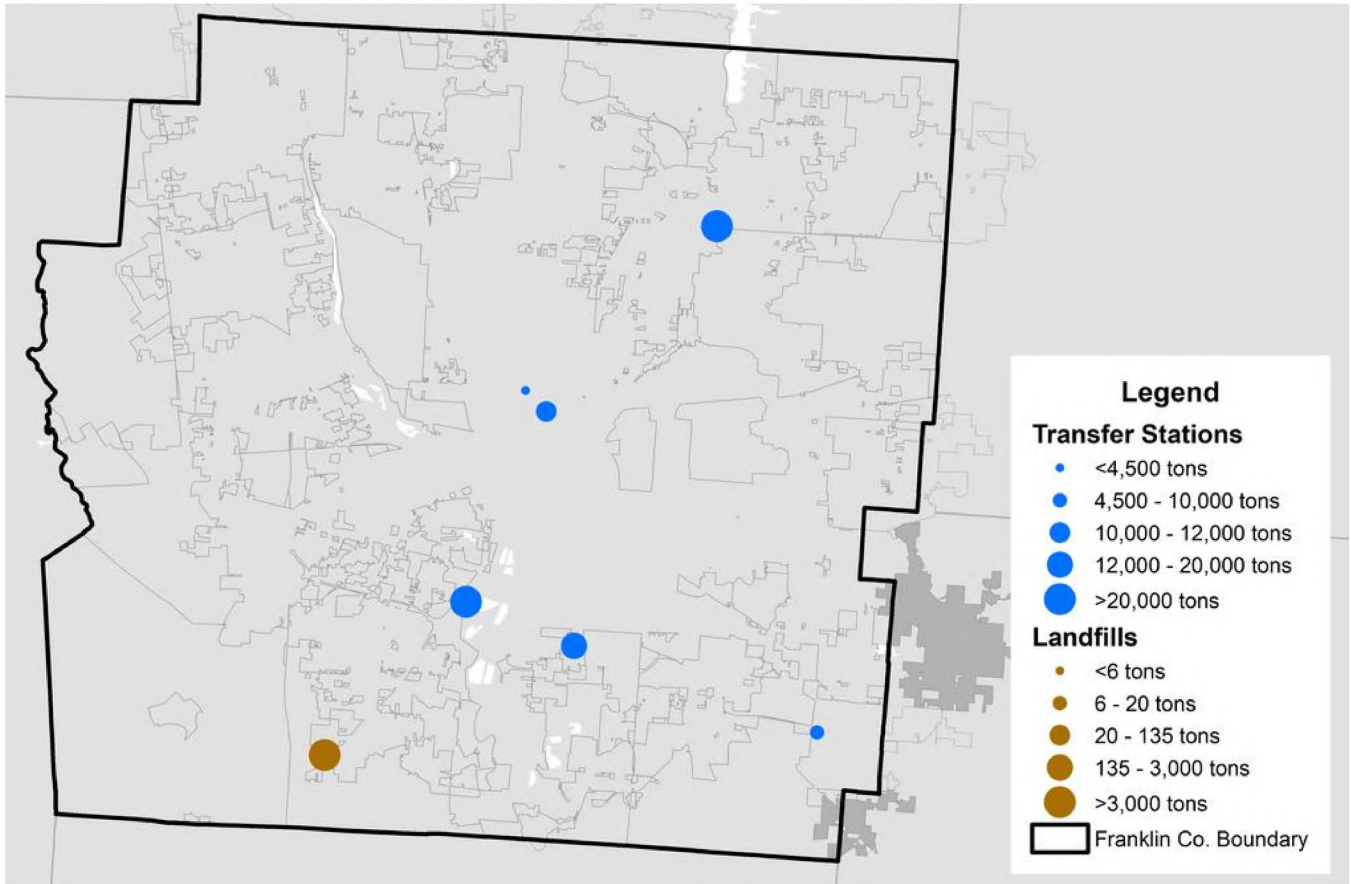 Legend
Transfer Stations
<4,500 tons
4,500 - 10,000 tons
10,000 - 12,000 tons
12,000 - 20,000 tons
>20,000 tons
Landfills
<6 tons
6 - 20 tons
20 - 135 tons
135 - 3,000 tons
>3,000 tons
Franklin Co. Boundary